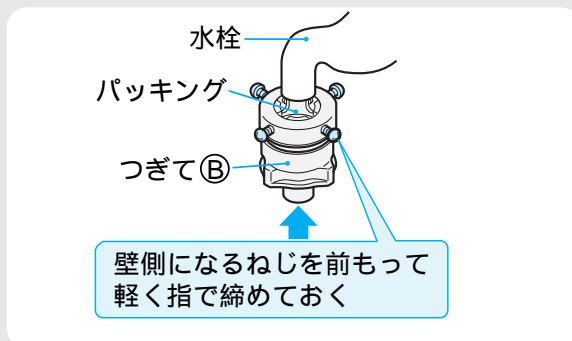 水栓
パッキング
つぎてⒷ
壁側になるねじを前もって
軽く指で締めておく